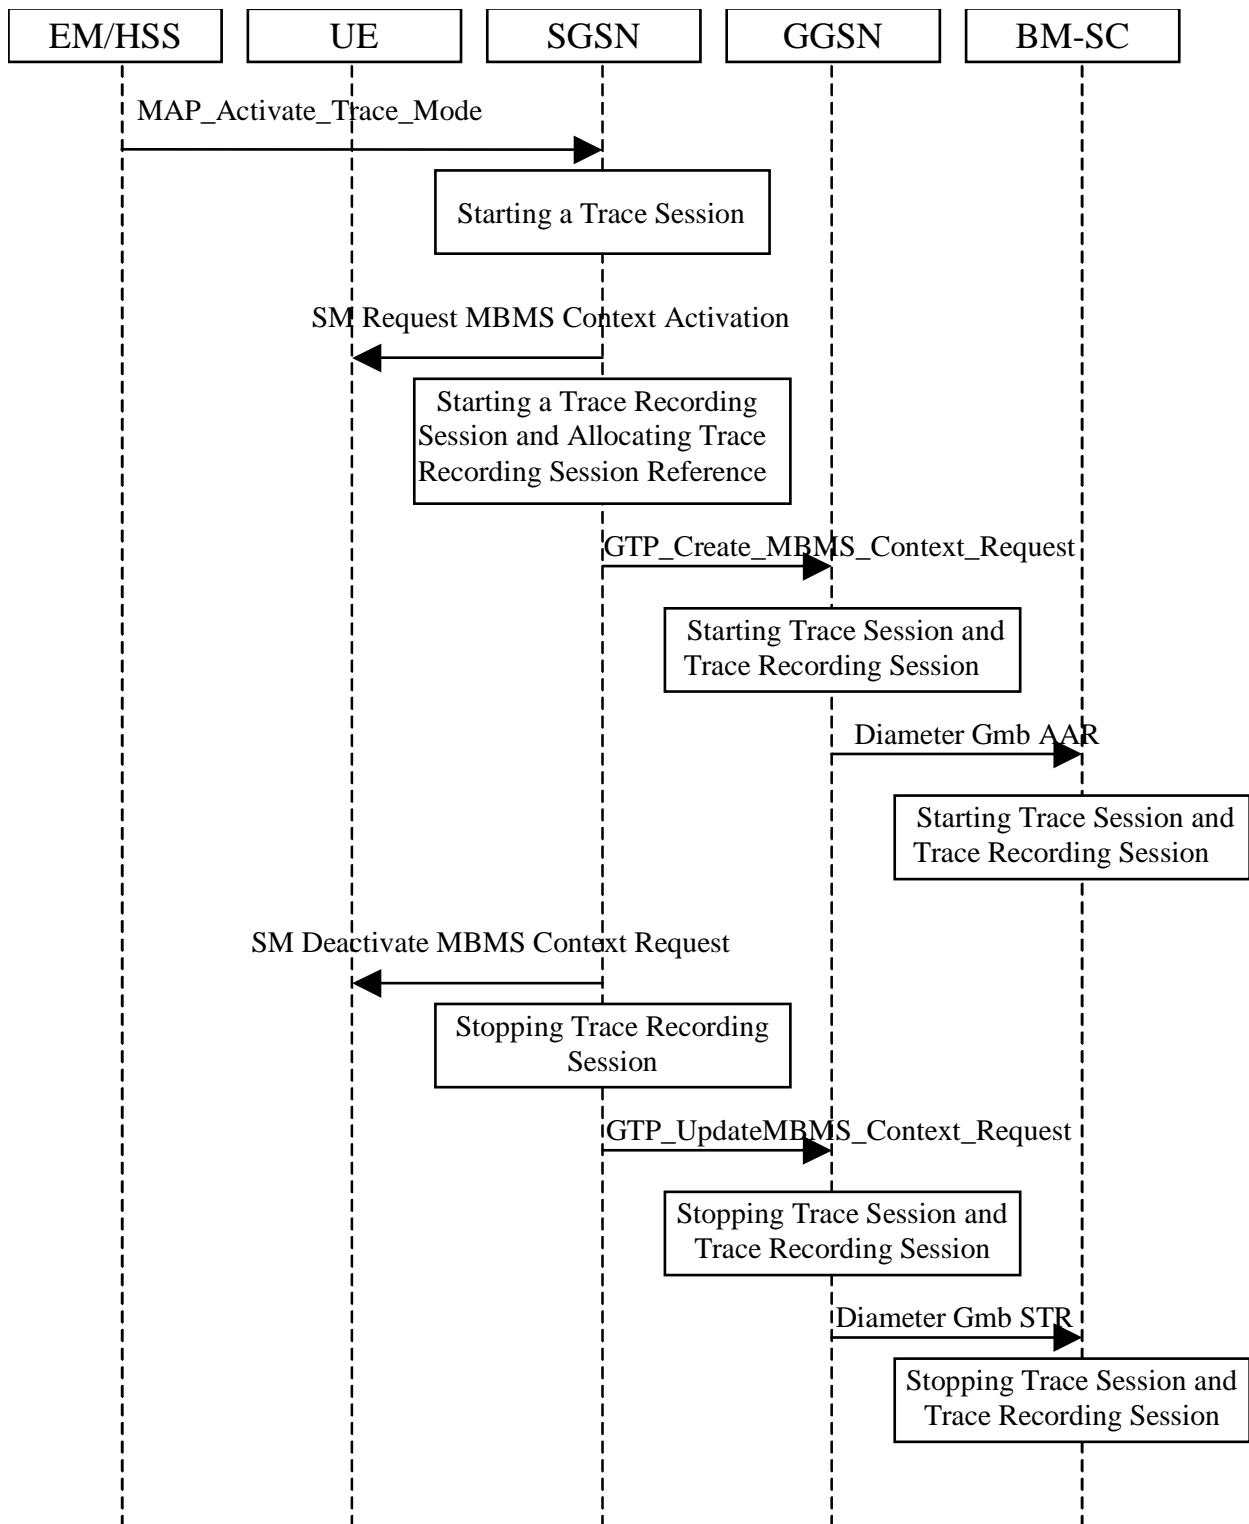 EM/HSS UE SGSN GGSN BM-SC
MAP_Activate_Trace_Mode
Starting a Trace Session
SM Request MBMS Context Activation
Starting a Trace Recording
Session and Allocating Trace
Recording Session Reference
GTP_Create_MBMS_Context_Request
Starting Trace Session and
Trace Recording Session
Diameter Gmb AAR
Starting Trace Session and
Trace Recording Session
SM Deactivate MBMS Context Request
Stopping Trace Recording
Session
GTP_UpdateMBMS_Context_Request
Stopping Trace Session and
Trace Recording Session
Diameter Gmb STR
Stopping Trace Session and
Trace Recording Session